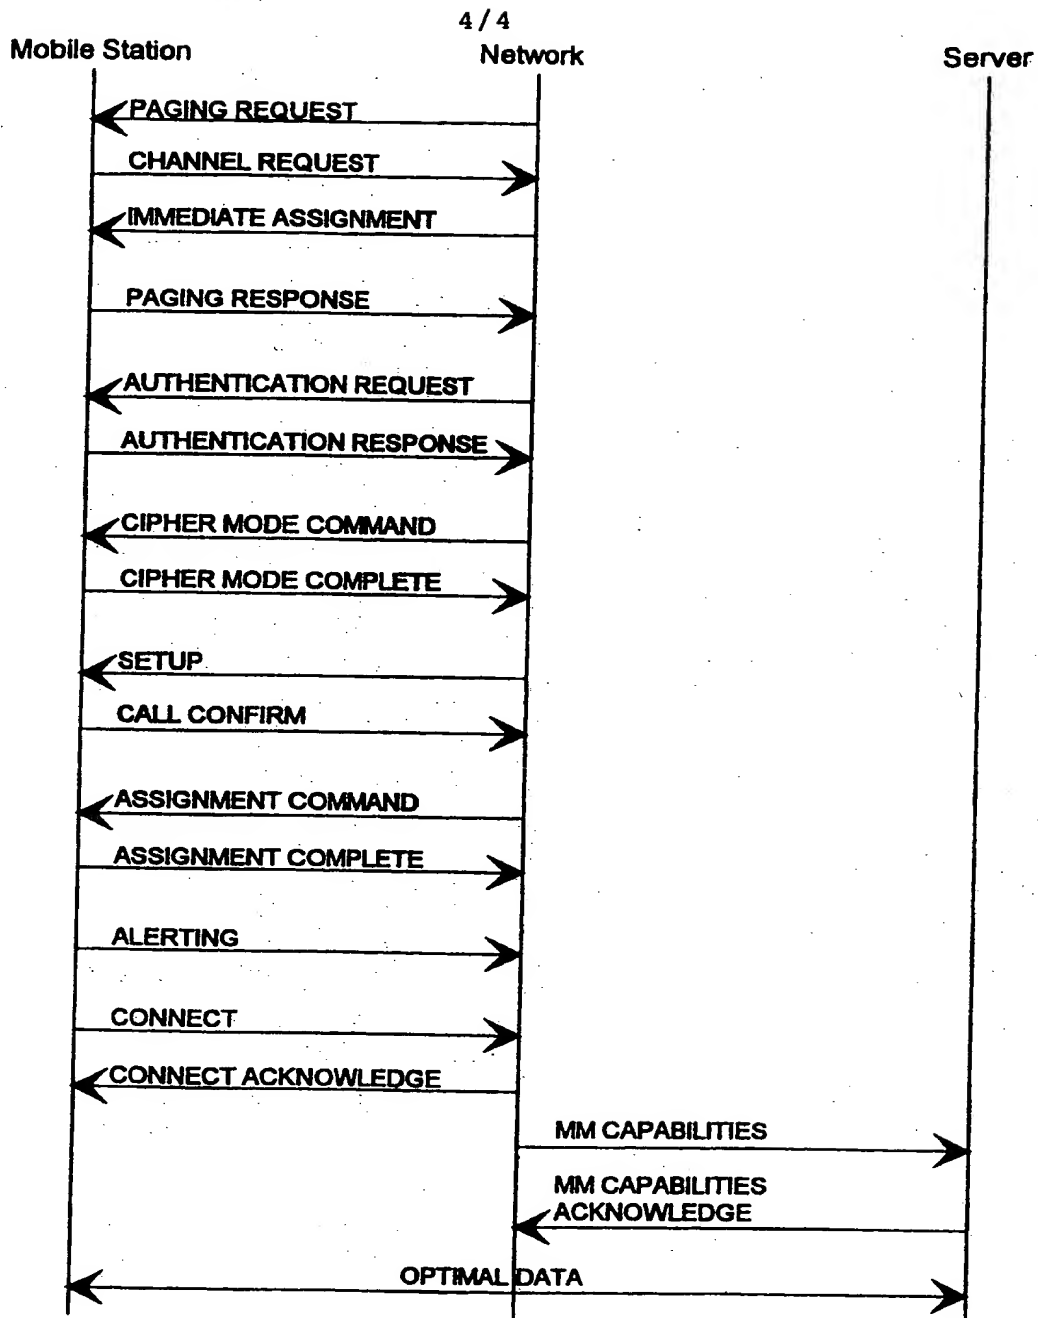 4/4
Mobile Station
Network
Server
PAGING REQUEST
CHANNEL REQUEST
IMMEDIATE ASSIGNMENT
PAGING RESPONSE
AUTHENTICATION REQUEST
AUTHENTICATION RESPONSE
CIPHER MODE COMMAND
CIPHER MODE COMPLETE
SETUP
CALL CONFIRM
ASSIGNMENT COMMAND
ASSIGNMENT COMPLETE
ALERTING
CONNECT
CONNECT ACKNOWLEDGE
MM CAPABILITIES
MM CAPABILITIES
ACKNOWLEDGE
OPTIMAL DATA